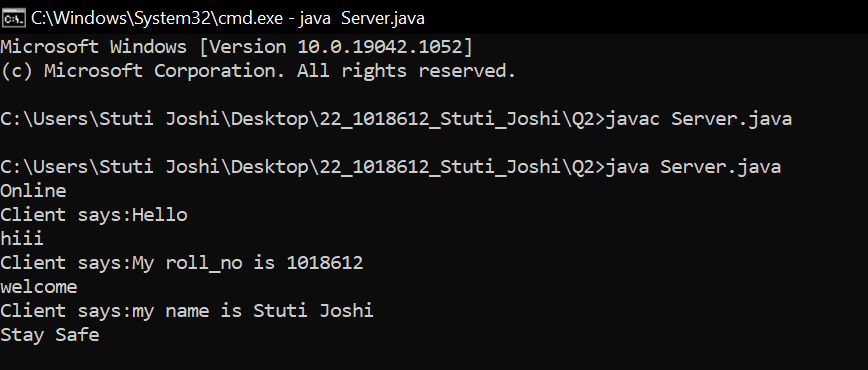 C:\Windows\System32\cmd.exe - java  Server.java
Microsoft Windows [Version 10.0.19042.1052]
(c) Microsoft Corporation. All rights reserved.
C:\Users\Stuti Joshi\Desktop\22_1018612_Stuti_Joshi\Q2>javac Server.java
C:\Users\Stuti Joshi\Desktop\22_1018612_Stuti_Joshi\Q2>java Server.java
Online
Client says:Hello
hiii
Client says:My roll_no is 1018612
welcome
Client says:my name is Stuti Joshi
Stay Safe